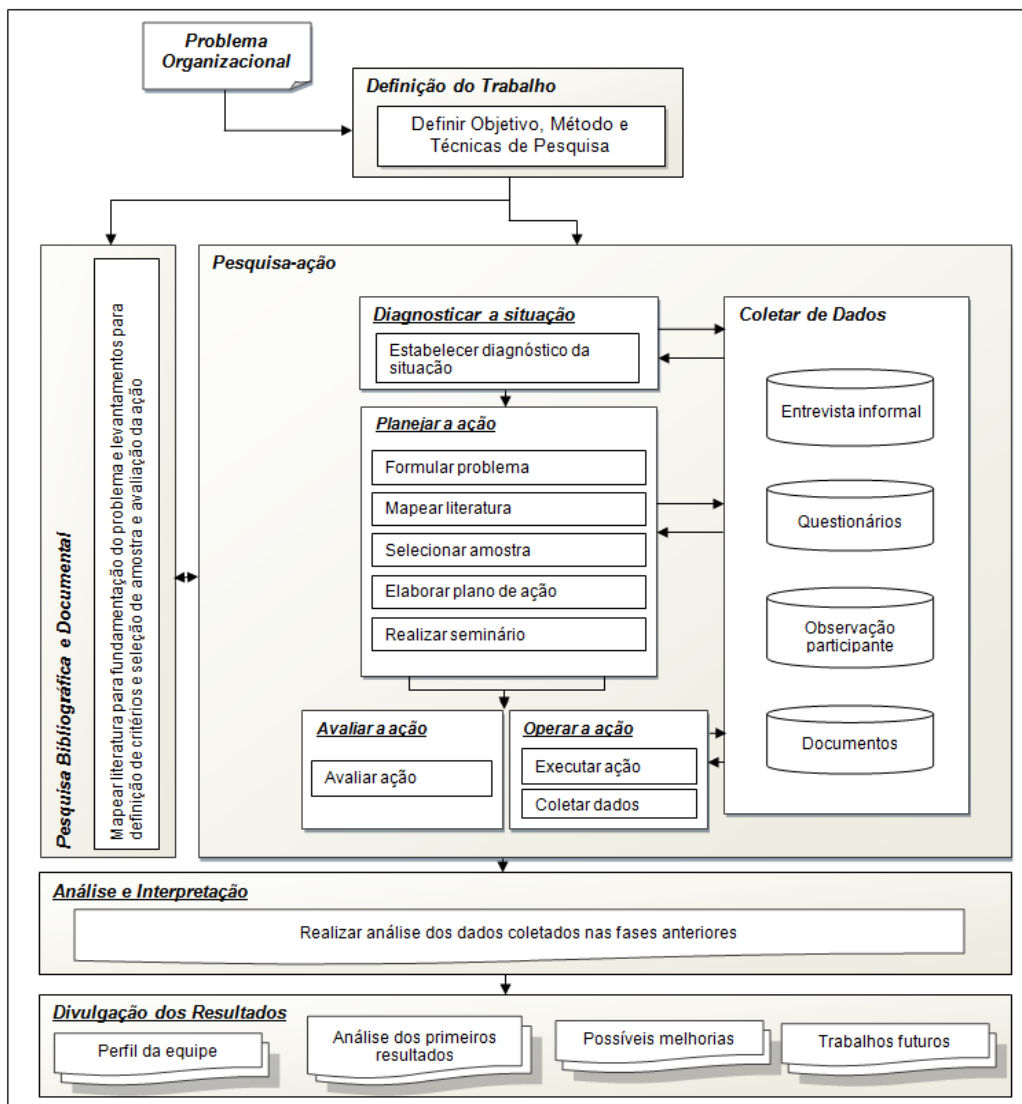 Problema
Organizacional
Definição do Trabalho
Definir Objetivo, Método e
Técnicas de Pesquisa
Pesquisa Bibliográfica e Documental
Mapear literatura para fundamentação do problema e levantamentos para
definição de critérios e seleção de amostra e avaliação da ação
Pesquisa-ação
Diagnosticar a situação
Estabelecer diagnóstico da
situação
Planejar a ação
Formular problema
Mapear literatura
Selecionar amostra
Elaborar plano de ação
Realizar seminário
Avaliar a ação
Avaliar ação
Operar a ação
Executar ação
Coletar dados
Coletar de Dados
Entrevista informal
Questionários
Observação
participante
Documentos
Análise e Interpretação
Realizar análise dos dados coletados nas fases anteriores
Divulgação dos Resultados
Perfil da equipe
Análise dos primeiros
resultados
Possíveis melhorias
Trabalhos futuros